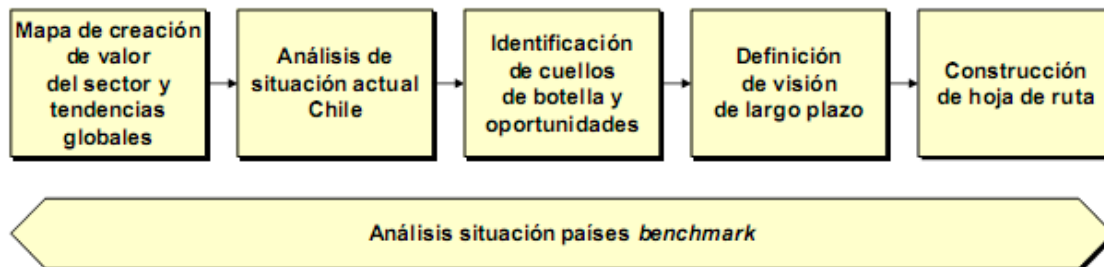 Mapa de creación
de valor
del sector y
tendencias
globales
Análisis de
situación actual
Chile
Identificación
de cuellos
de botella y
oportunidades
Definición
de visión
de largo plazo
Construcción
de hoja de ruta
Análisis situación países benchmark